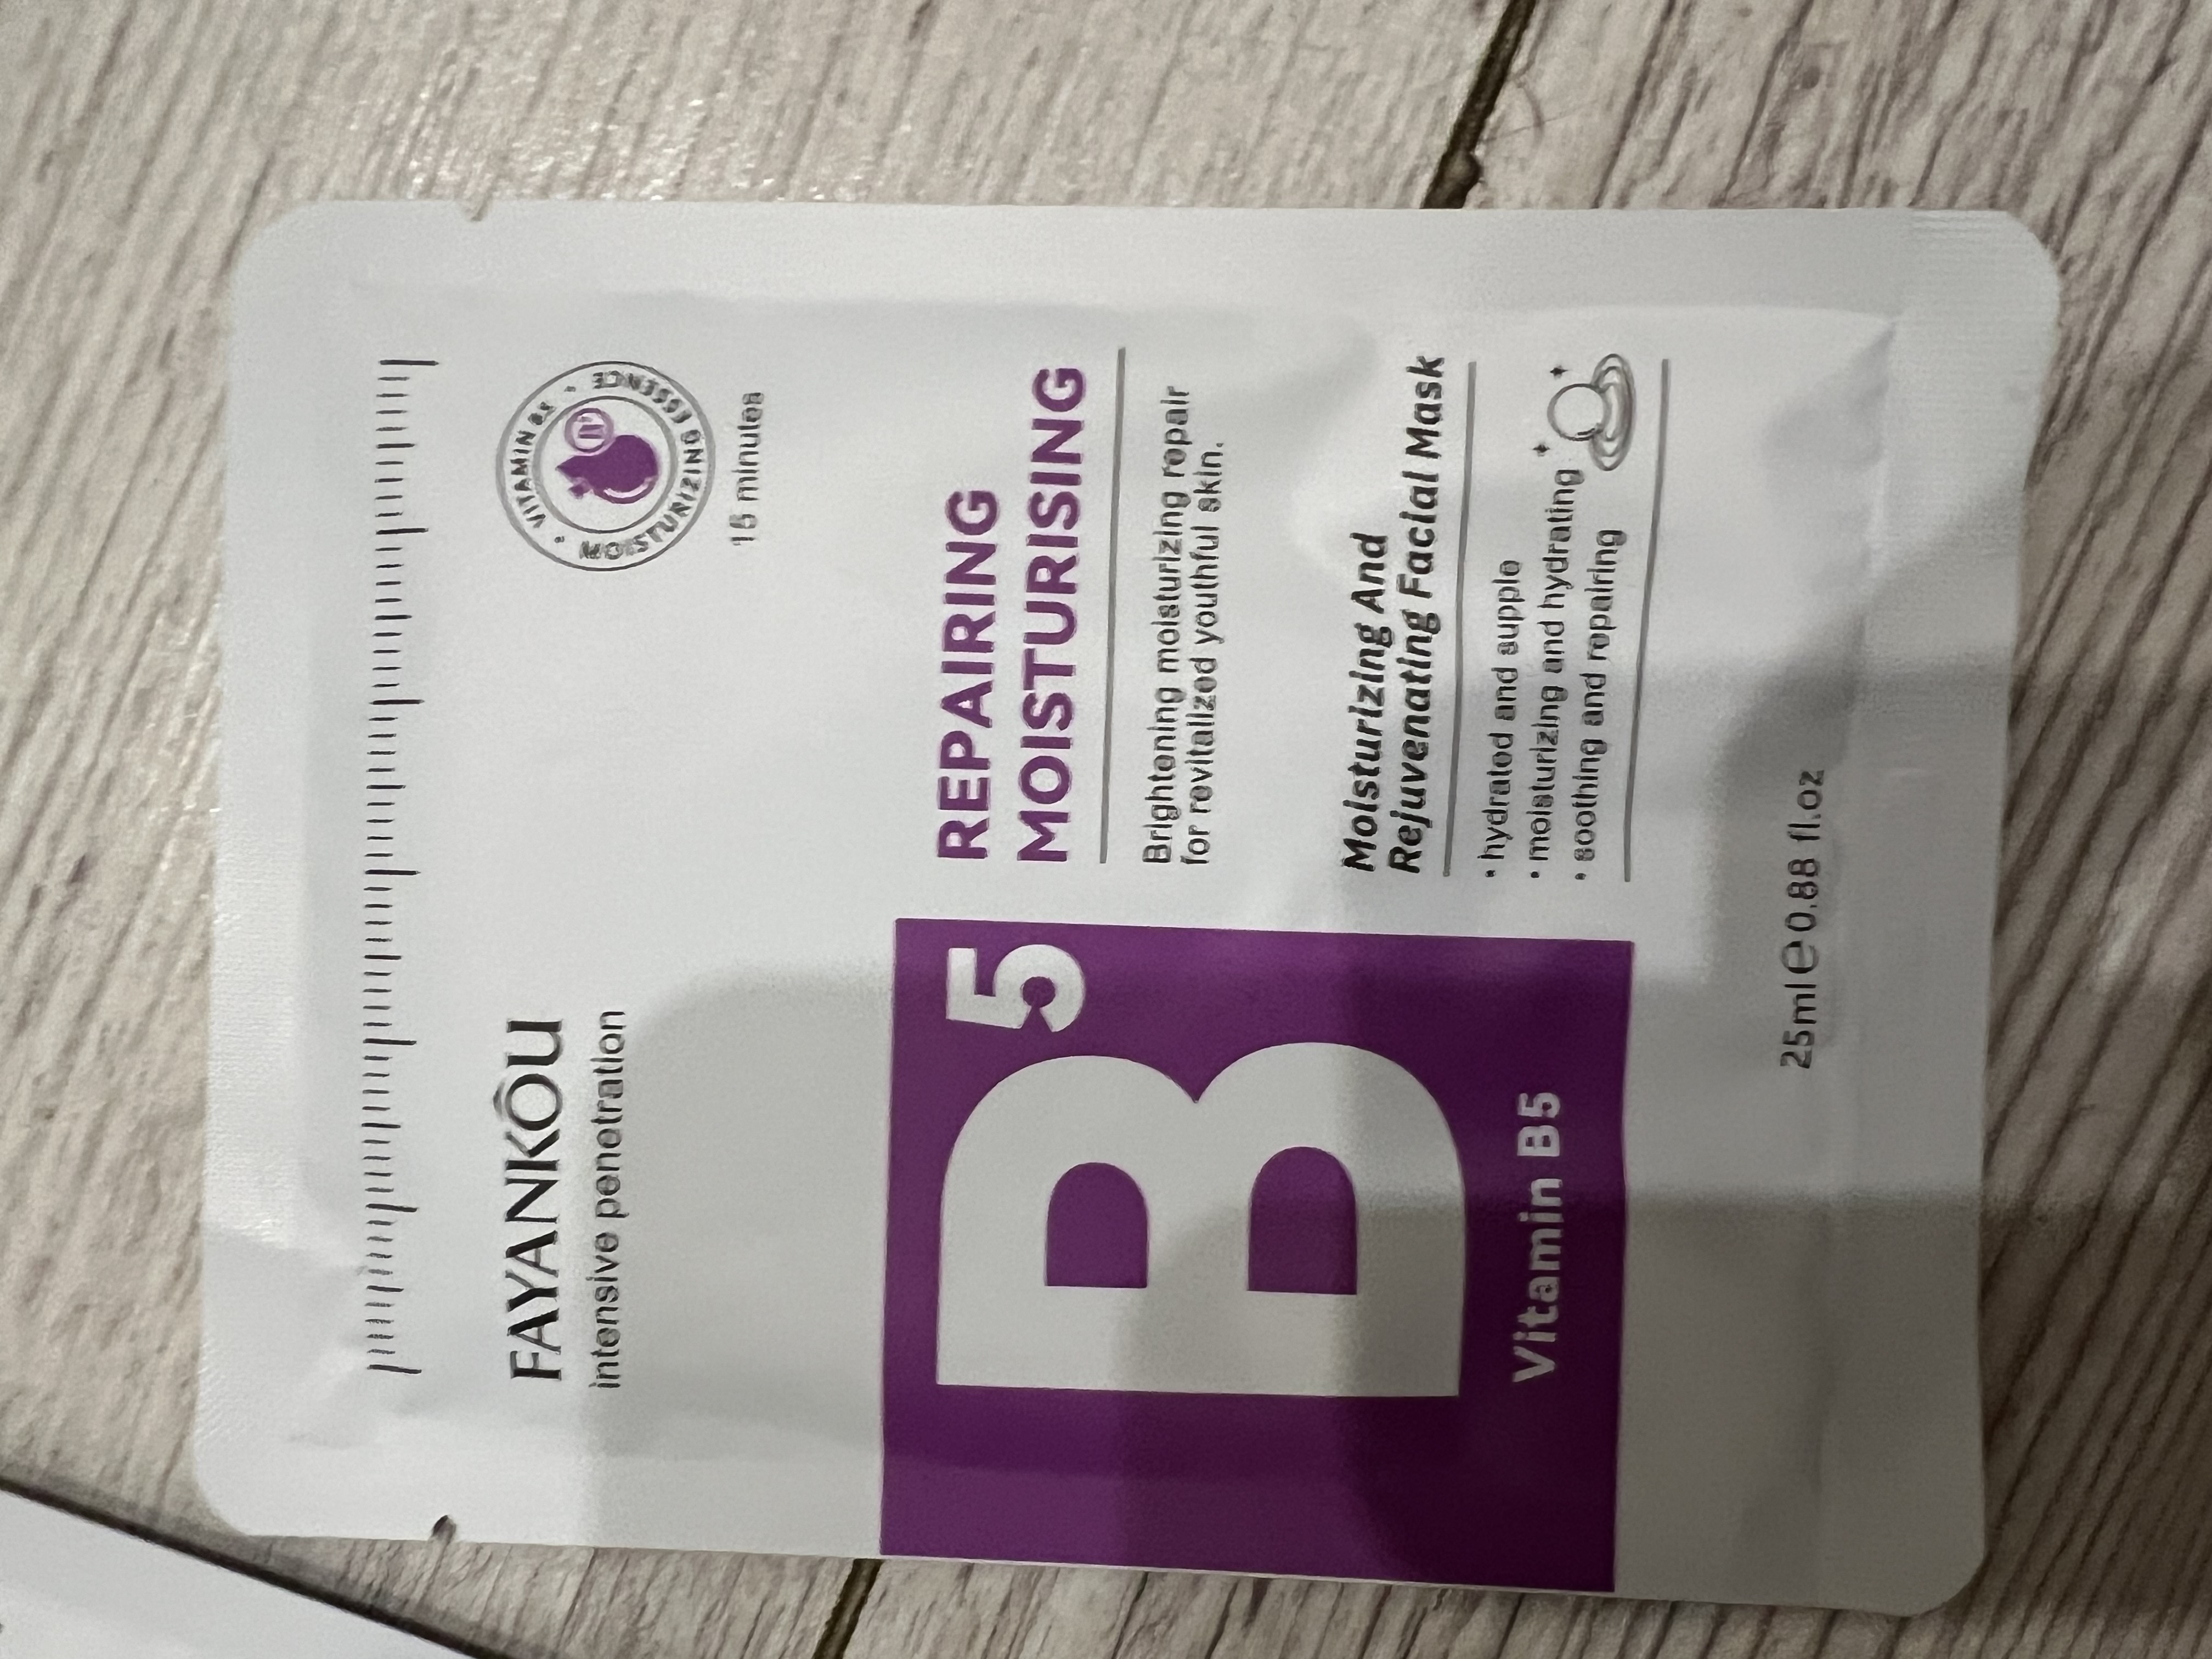 FAYANKÔU
intensive penetration
VITAMIN B5 • MOISTURIZING ESSENCE •
15 minutes
B5
Vitamin B5
REPAIRING
MOISTURISING
Brightening moisturizing repair
for revitalized youthful skin.
Moisturizing And
Rejuvenating Facial Mask
• hydrated and supple
• moisturizing and hydrating
• soothing and repairing
25ml℮0.88 fl.oz